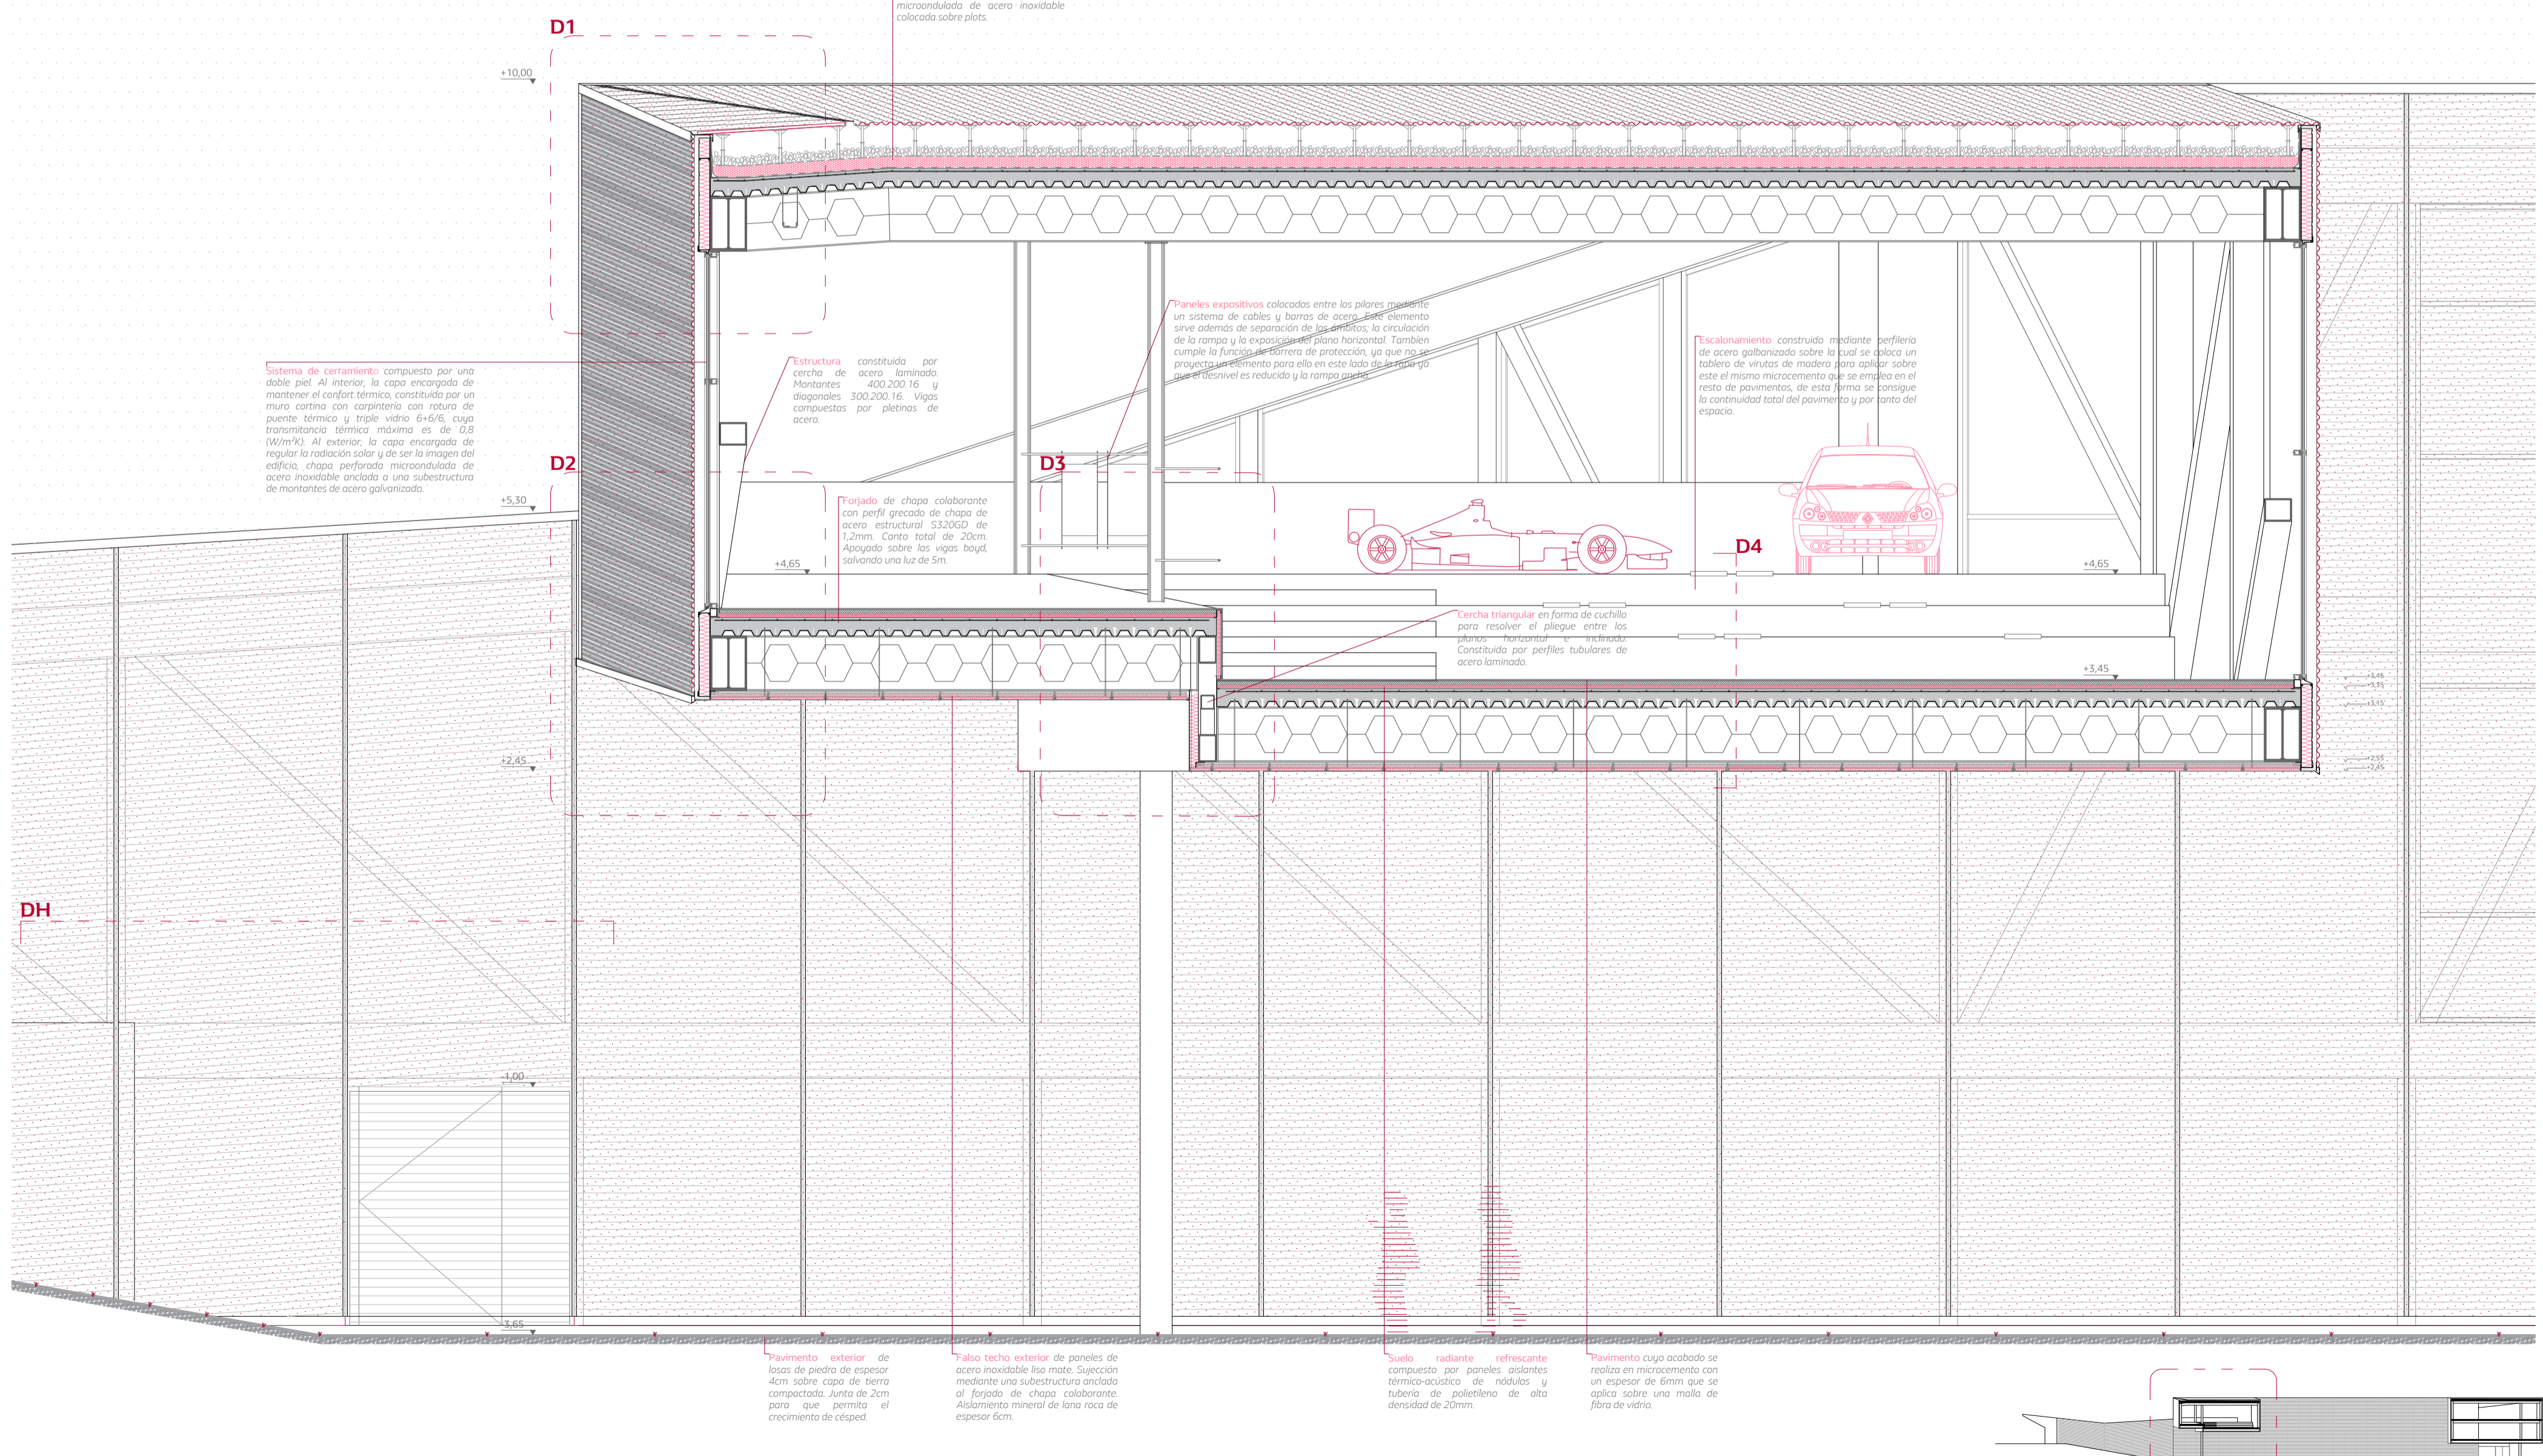 microondulada de acero inoxidable
colocada sobre plots.
D1
+10,00
Paneles expositivos colocados entre los pilares mediante
un sistema de cables y barras de acero. Este elemento
sirve además de separación de los ámbitos; la circulación
de la rampa y la exposición del plano horizontal. Tambien
cumple la función de barrera de protección, ya que no se
proyecta un elemento para ello en este lado de la rapa ya
que el desnivel es reducido y la rampa ancha.
Escalonamiento construido mediante perfilería
de acero galbanizado sobre la cual se coloca un
tablero de virutas de madera para aplicar sobre
este el mismo microcemento que se emplea en el
resto de pavimentos, de esta forma se consigue
la continuidad total del pavimento y por tanto del
espacio.
Estructura constituida por
cercha de acero laminado.
Montantes 400.200.16 y
diagonales 300.200.16. Vigas
compuestas por pletinas de
acero.
Sistema de cerramiento compuesto por una
doble piel. Al interior, la capa encargada de
mantener el confort térmico, constituida por un
muro cortina con carpintería con rotura de
puente térmico y triple vidrio 6+6/6, cuya
transmitancia térmica máxima es de 0,8
(W/m²K). Al exterior, la capa encargada de
regular la radiación solar y de ser la imagen del
edificio, chapa perforada microondulada de
acero inoxidable anclada a una subestructura
de montantes de acero galvanizado.
D2
D3
+5,30
Forjado de chapa colaborante
con perfil grecado de chapa de
acero estructural S320GD de
1,2mm. Canto total de 20cm.
Apoyado sobre las vigas boyd,
salvando una luz de 5m.
D4
+4,65
+4,65
Cercha triangular en forma de cuchillo
para resolver el pliegue entre los
planos horizontal e inclinado.
Constituida por perfiles tubulares de
acero laminado.
+3,45
+3,45
+3,35
+3,15
+2,45
+2,55
+2,45
DH
-1,00
-3,65
Pavimento exterior de
losas de piedra de espesor
4cm sobre capa de tierra
compactada. Junta de 2cm
para que permita el
crecimiento de césped.
Falso techo exterior de paneles de
acero inoxidable liso mate. Sujección
mediante una subestructura anclada
al forjado de chapa colaborante.
Aislamiento mineral de lana roca de
espesor 6cm.
Suelo radiante refrescante
compuesto por paneles aislantes
térmico-acústico de nódulos y
tubería de polietileno de alta
densidad de 20mm.
Pavimento cuyo acabado se
realiza en microcemento con
un espesor de 6mm que se
aplica sobre una malla de
fibra de vidrio.